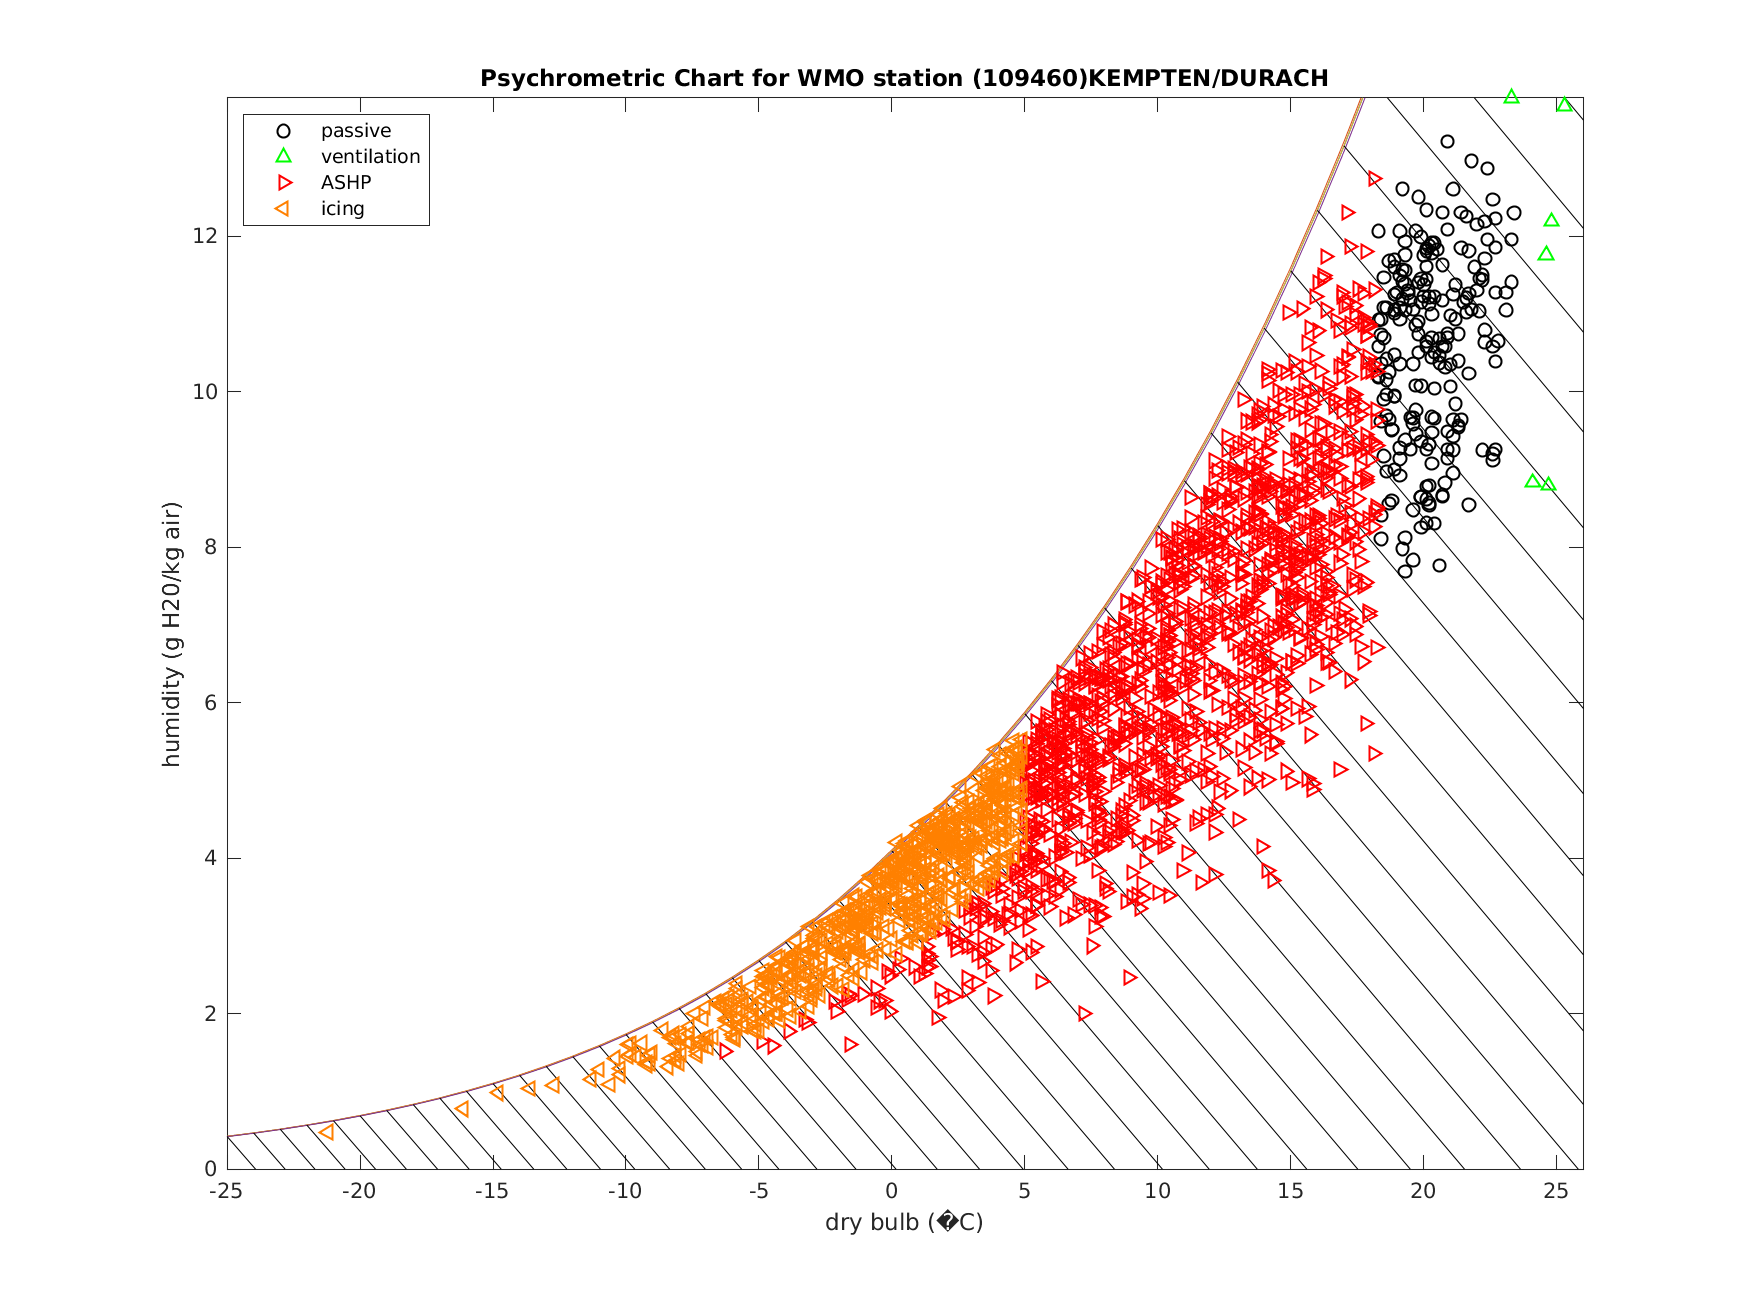 Psychrometric Chart for WMO station (109460)KEMPTEN/DURACH
passive
ventilation
ASHP
icing
humidity (g H20/kg air)
12
10
8
6
4
2
0
-25 -20 -15 -10 -5 0 5 10 15 20 25
dry bulb (�C)